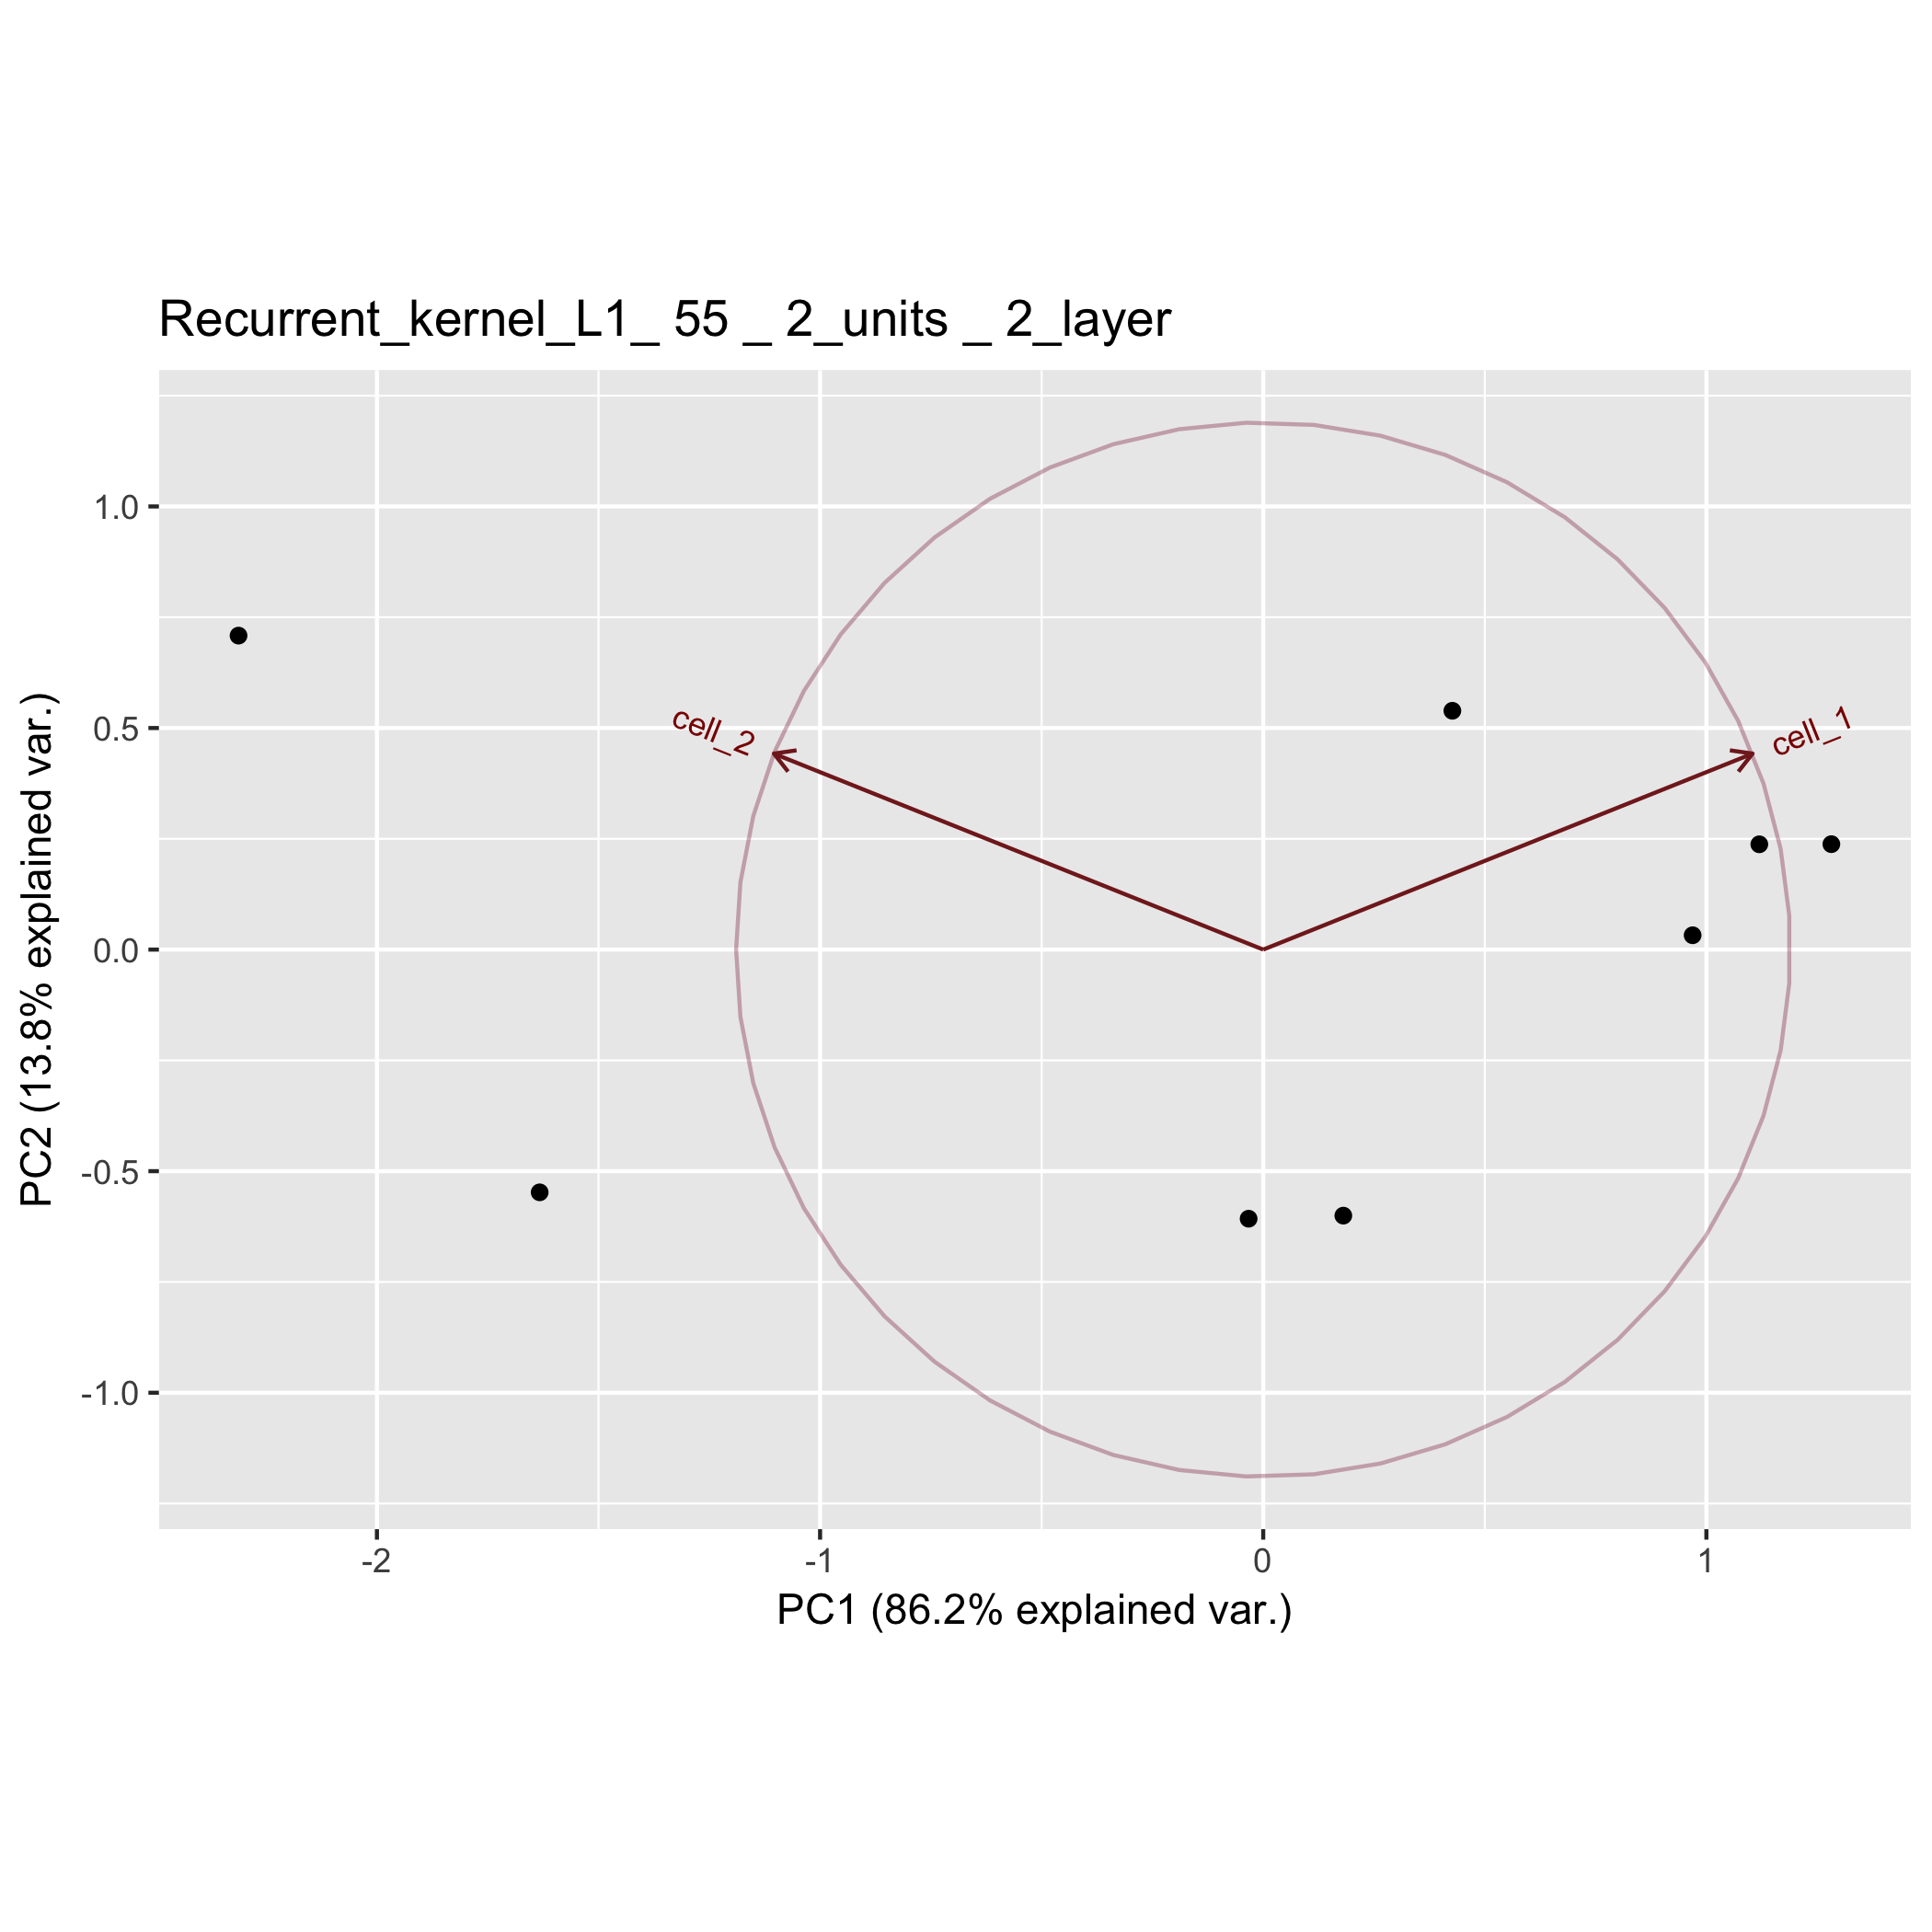 Recurrent_kernel_L1_ 55 _ 2_units _ 2_layer
PC2 (13.8% explained var.)
1.0
0.5
0.0
-0.5
-1.0
cell_2
cell_1
-2
-1
0
1
PC1 (86.2% explained var.)